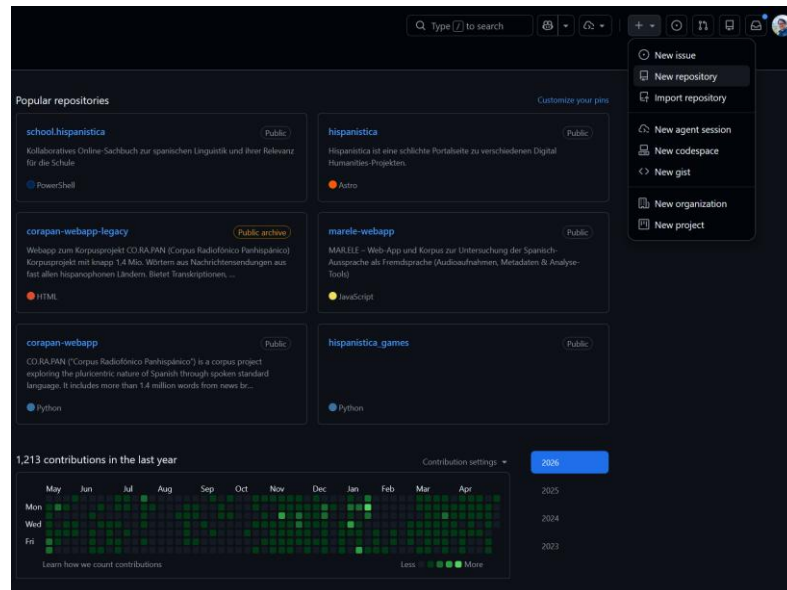 Type / to search
New issue
New repository
Import repository
New agent session
New codespace
New gist
New organization
New project
Popular repositories
Customize your pins
school.hispanistica
Public
Kollaboratives Online-Sachbuch zur spanischen Linguistik und ihrer Relevanz
für die Schule
PowerShell
hispanistica
Public
Hispanistica ist eine schlichte Portalseite zu verschiedenen Digital
Humanities-Projekten.
Astro
corapan-webapp-legacy
Public archive
Webapp zum Korpusprojekt CO.RA.PAN (Corpus Radiofónico Panhispánico)
Korpusprojekt mit knapp 1,4 Mio. Wörtern aus Nachrichtensendungen aus
fast allen hispanophonen Ländern. Bietet Transkriptionen, ...
HTML
marele-webapp
Public
MAR.ELE – Web-App und Korpus zur Untersuchung der Spanisch-
Aussprache als Fremdsprache (Audioaufnahmen, Metadaten & Analyse-
Tools)
JavaScript
corapan-webapp
Public
CO.RA.PAN ("Corpus Radiofónico Panhispánico") is a corpus project
exploring the pluricentric nature of Spanish through spoken standard
language. It includes more than 1.4 million words from news br...
Python
hispanistica_games
Public
Python
1,213 contributions in the last year
Contribution settings
2026
2025
2024
2023
May Jun Jul Aug Sep Oct Nov Dec Jan Feb Mar Apr
Mon
Wed
Fri
Learn how we count contributions
Less More